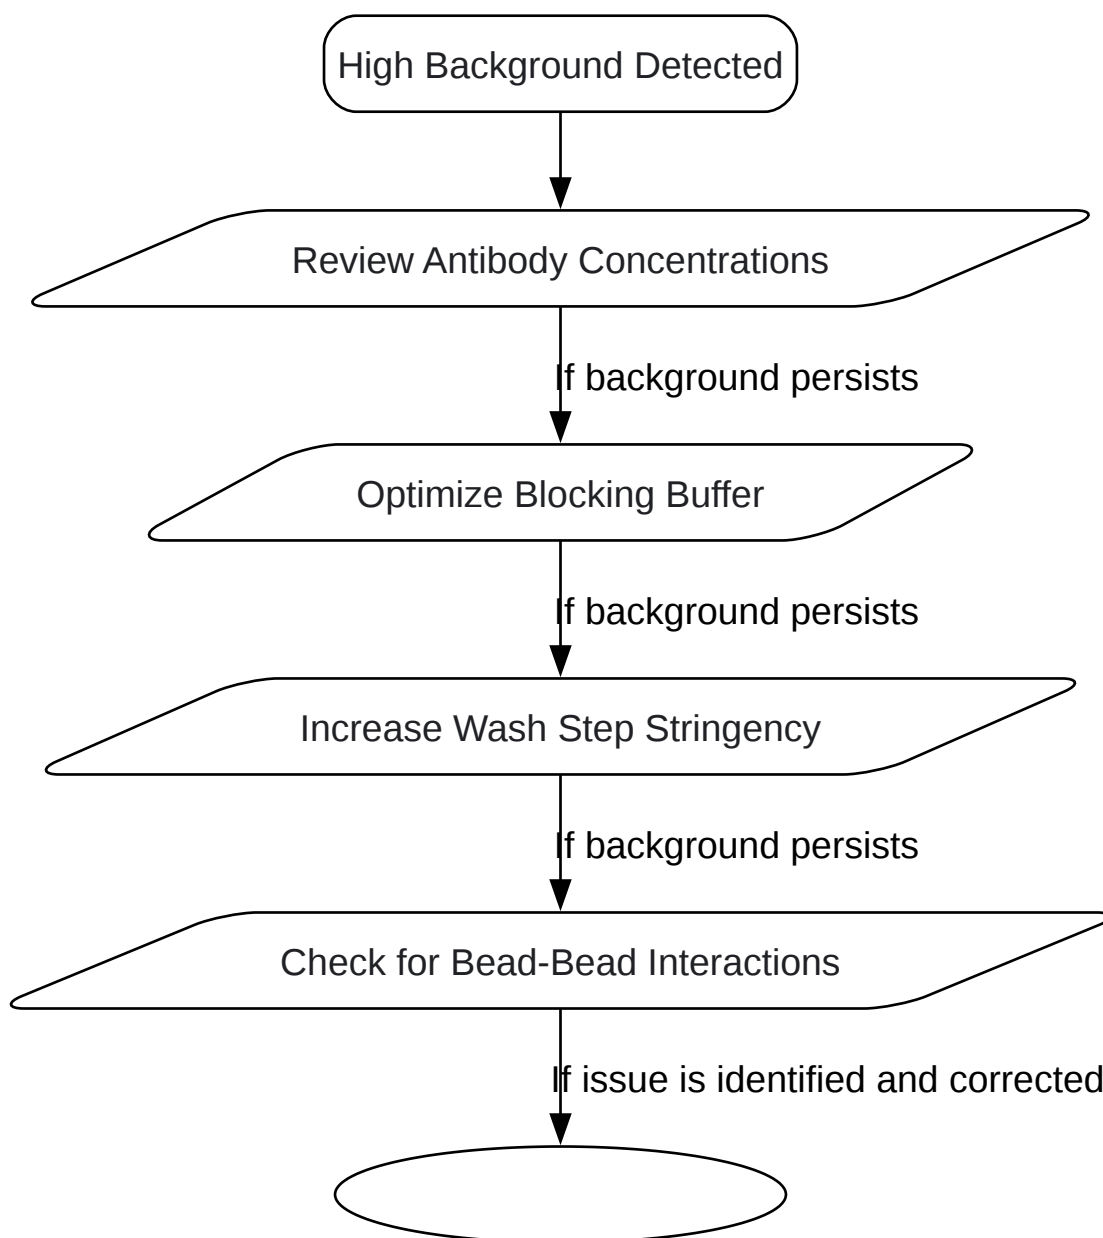 High Background Detected
Review Antibody Concentrations
If background persists
Optimize Blocking Buffer
If background persists
Increase Wash Step Stringency
If background persists
Check for Bead-Bead Interactions
If issue is identified and corrected